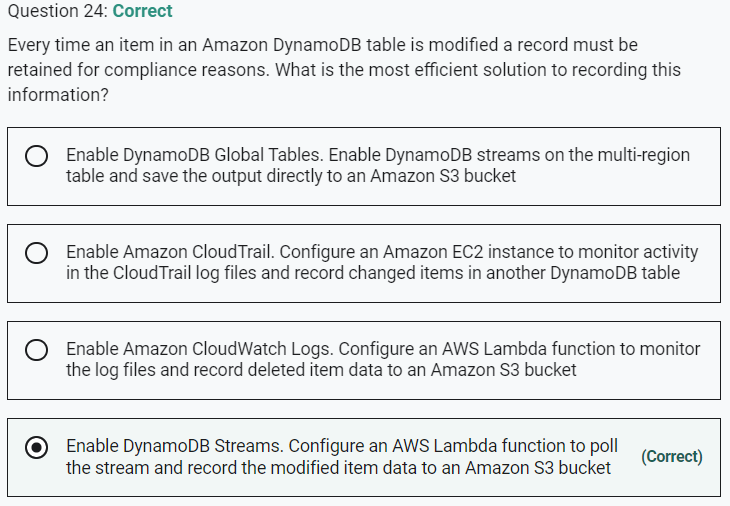 Question 24: Correct
Every time an item in an Amazon DynamoDB table is modified a record must be
retained for compliance reasons. What is the most efficient solution to recording this
information?
Enable DynamoDB Global Tables. Enable DynamoDB streams on the multi-region
table and save the output directly to an Amazon S3 bucket
Enable Amazon CloudTrail. Configure an Amazon EC2 instance to monitor activity
in the CloudTrail log files and record changed items in another DynamoDB table
Enable Amazon CloudWatch Logs. Configure an AWS Lambda function to monitor
the log files and record deleted item data to an Amazon S3 bucket
Enable DynamoDB Streams. Configure an AWS Lambda function to poll
the stream and record the modified item data to an Amazon S3 bucket
(Correct)